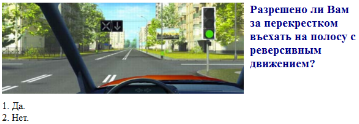 Разрешено ли Вам
за перекрестком
въехать на полосу с
реверсивным
движением?
1. Да.
2. Нет.